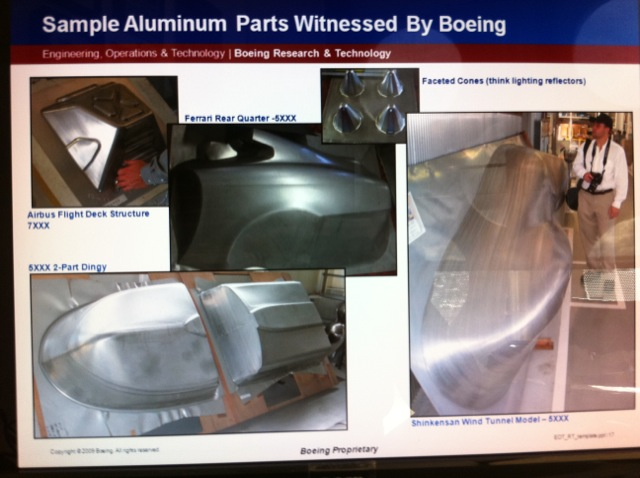 Sample Aluminum Parts Witnessed By Boeing
Engineering, Operations & Technology | Boeing Research & Technology
Faceted Cones (think lighting reflectors)
Ferrari Rear Quarter -5XXX
Airbus Flight Deck Structure
7XXX
5XXX 2-Part Dingy
Shinkensan Wind Tunnel Model – 5XXX
Copyright © 2009 Boeing. All rights reserved.
Boeing Proprietary